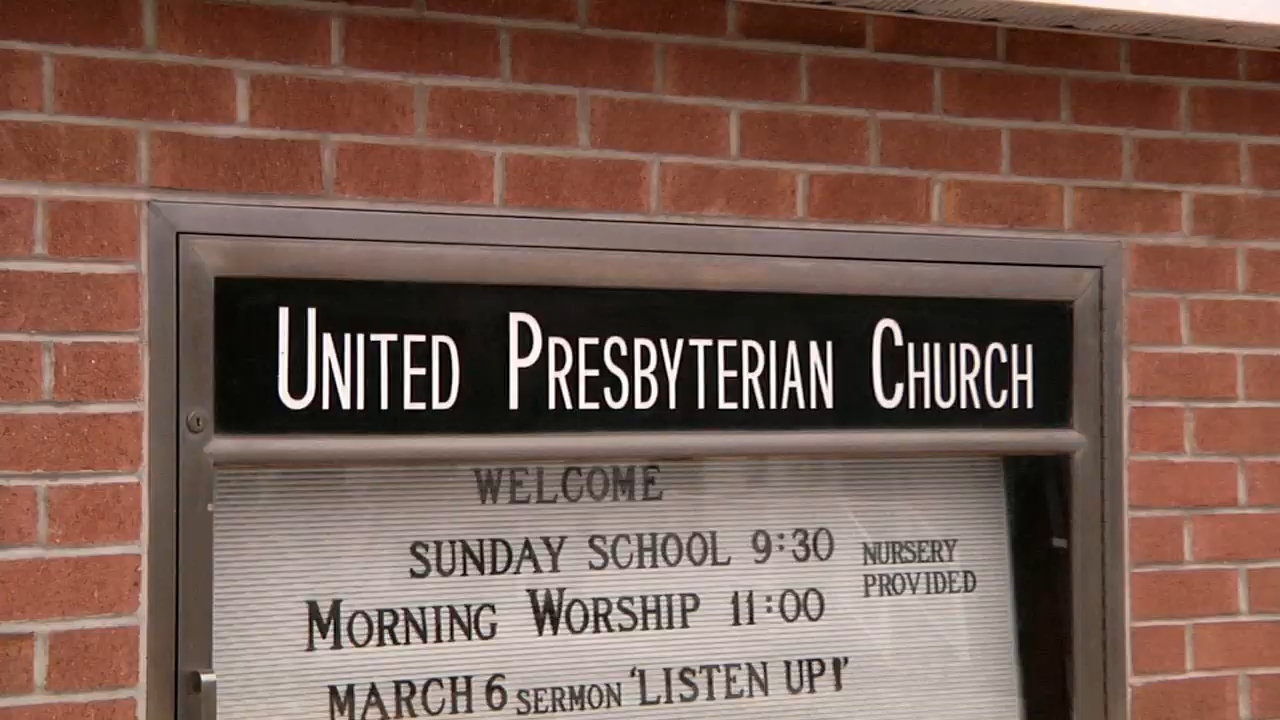 UNITED PRESBYTERIAN CHURCH
WELCOME
SUNDAY SCHOOL 9:30
NURSERY
PROVIDED
MORNING WORSHIP 11:00
MARCH 6 SERMON 'LISTEN UP!'